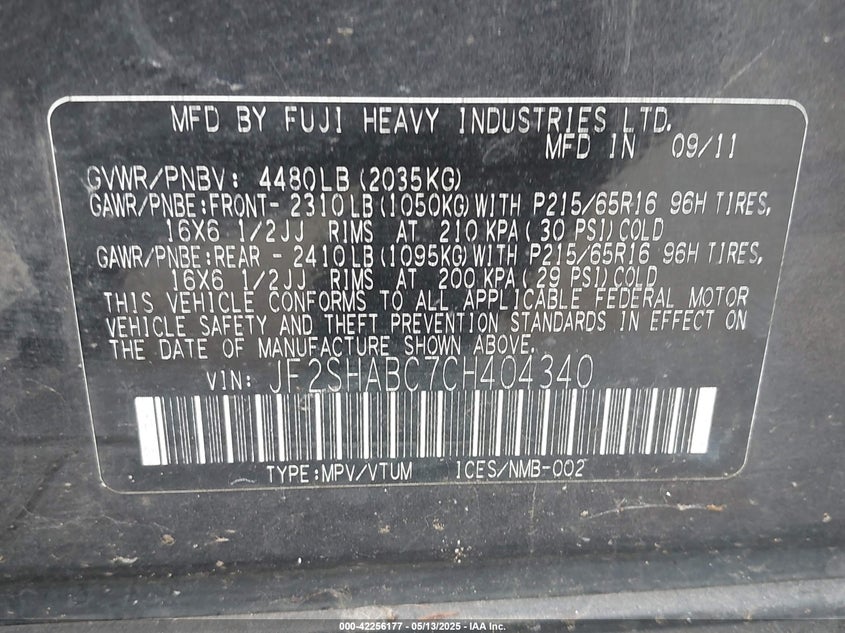 MFD BY FUJI HEAVY INDUSTRIES LTD.
MFD IN 09/11
GVWR/PNBV: 4480LB(2035KG)
GAWR/PNBE:FRONT- 2310LB(1050KG)WITH P215/65R16 96H TIRES,
16X6 1/2JJ RIMS AT 210KPA(30 PSI)COLD
GAWR/PNBE:REAR - 2410LB(1095KG)WITH P215/65R16 96H TIRES,
16X6 1/2JJ RIMS AT 200KPA(29 PSI)COLD
THIS VEHICLE CONFORMS TO ALL APPLICABLE FEDERAL MOTOR
VEHICLE SAFETY AND THEFT PREVENTION STANDARDS IN EFFECT ON
THE DATE OF MANUFACTURE SHOWN ABOVE.
VIN: JF2SHABC7CH404340
TYPE:MPV/VTUM ICES/NMB-002
000-42256177 - 05/13/2025 - IAA Inc.